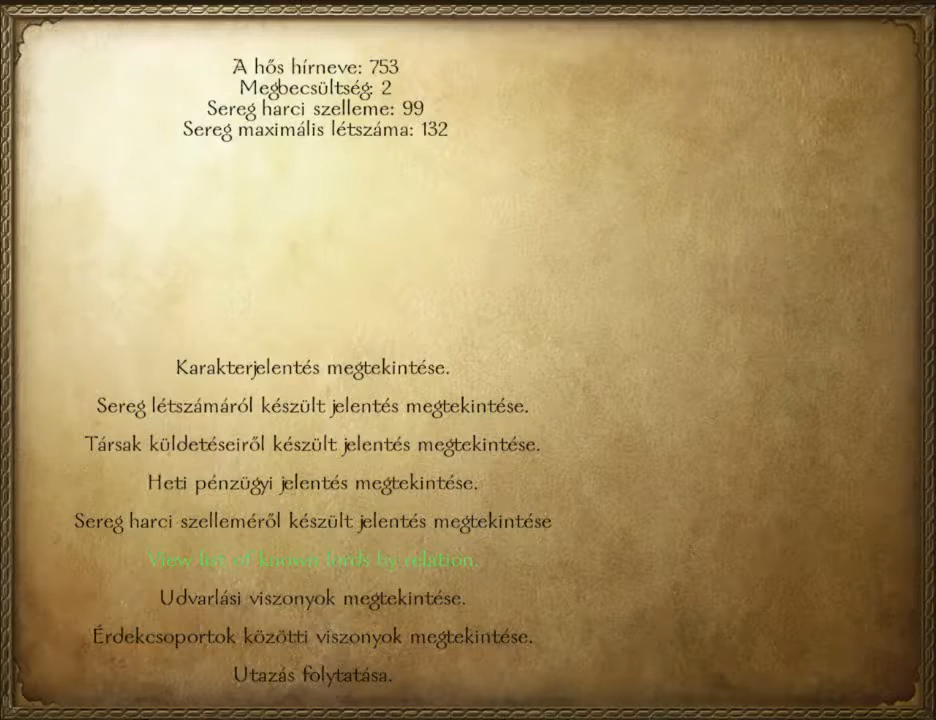 A hős hírneve: 753
Megbecsültség: 2
Sereg harci szelleme: 99
Sereg maximális létszáma: 132
Karakterjelentés megtekintése.
Sereg létszámáról készült jelentés megtekintése.
Társak küldetéseiről készült jelentés megtekintése.
Heti pénzügyi jelentés megtekintése.
Sereg harci szelleméről készült jelentés megtekintése
View list of known lords by relation.
Udvarlási viszonyok megtekintése.
Érdekcsoportok közötti viszonyok megtekintése.
Utazás folytatása.